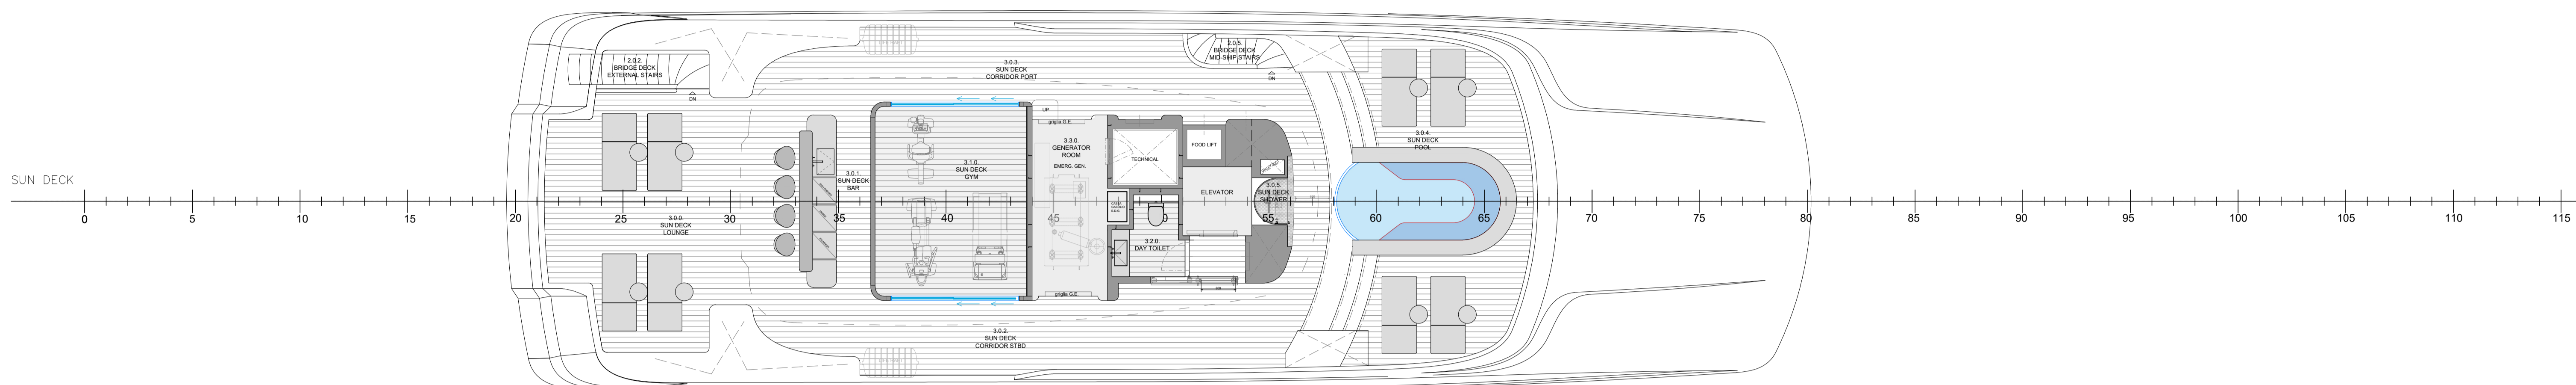 SUN DECK
2.0.2.
BRIDGE DECK
EXTERNAL STAIRS
DN
3.0.3.
SUN DECK
CORRIDOR PORT
2.0.5.
BRIDGE DECK
MID-SHIP STAIRS
DN
UP
griglia G.E.
3.3.0.
GENERATOR
ROOM
EMERG. GEN.
TECHNICAL
FOOD LIFT
3.0.4.
SUN DECK
POOL
3.0.1.
SUN DECK
BAR
3.1.0.
SUN DECK
GYM
ELEVATOR
3.0.5.
SUN DECK
SHOWER
3.0.0.
SUN DECK
LOUNGE
3.2.0.
DAY TOILET
griglia G.E.
3.0.2.
SUN DECK
CORRIDOR STBD
0 5 10 15 20 25 30 35 40 45 50 55 60 65 70 75 80 85 90 95 100 105 110 115